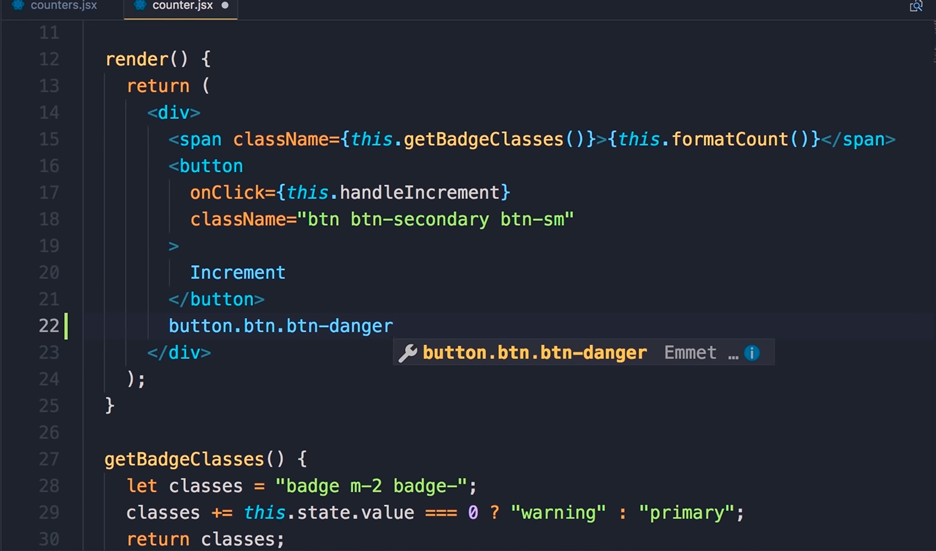 counters.jsx counter.jsx
11
12 render() {
13 return (
14 <div>
15 <span className={this.getBadgeClasses()}>{this.formatCount()}</span>
16 <button
17 onClick={this.handleIncrement}
18 className="btn btn-secondary btn-sm"
19 >
20 Increment
21 </button>
22 button.btn.btn-danger
23 </div>
button.btn.btn-danger Emmet …
24 );
25 }
26
27 getBadgeClasses() {
28 let classes = "badge m-2 badge-";
29 classes += this.state.value === 0 ? "warning" : "primary";
30 return classes;